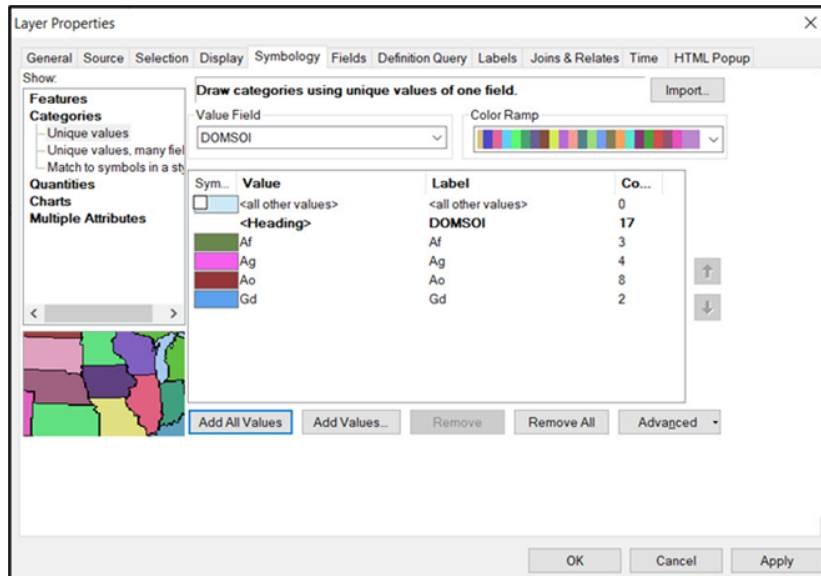 Layer Properties
General Source Selection Display Symbology Fields Definition Query Labels Joins & Relates Time HTML Popup
Show:
Features
Categories
Unique values
Unique values, many fiel
Match to symbols in a sty
Quantities
Charts
Multiple Attributes
Draw categories using unique values of one field.
Import...
Value Field
DOMSOI
Color Ramp
Sym... Value Label Co...
<all other values> <all other values> 0
<Heading> DOMSOI 17
Af Af 3
Ag Ag 4
Ao Ao 8
Gd Gd 2
Add All Values Add Values... Remove Remove All Advanced
OK Cancel Apply